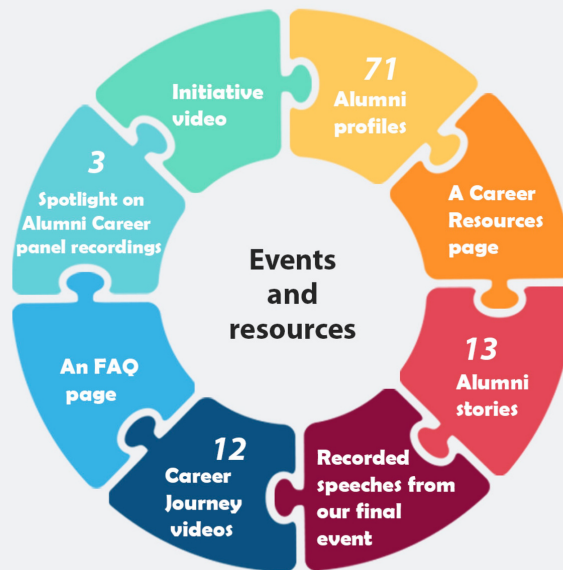 Events
and
resources
71
Alumni
profiles
A Career
Resources
page
13
Alumni
stories
Recorded
speeches from
our final
event
12
Career
Journey
videos
An FAQ
page
3
Spotlight on
Alumni Career
panel recordings
Initiative
video